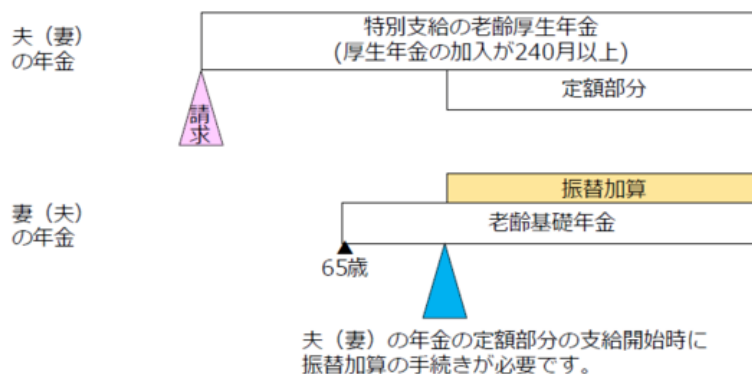 夫（妻）
の年金
特別支給の老齢厚生年金
(厚生年金の加入が240月以上)
定額部分
請求
振替加算
妻（夫）
の年金
老齢基礎年金
65歳
夫（妻）の年金の定額部分の支給開始時に
振替加算の手続きが必要です。